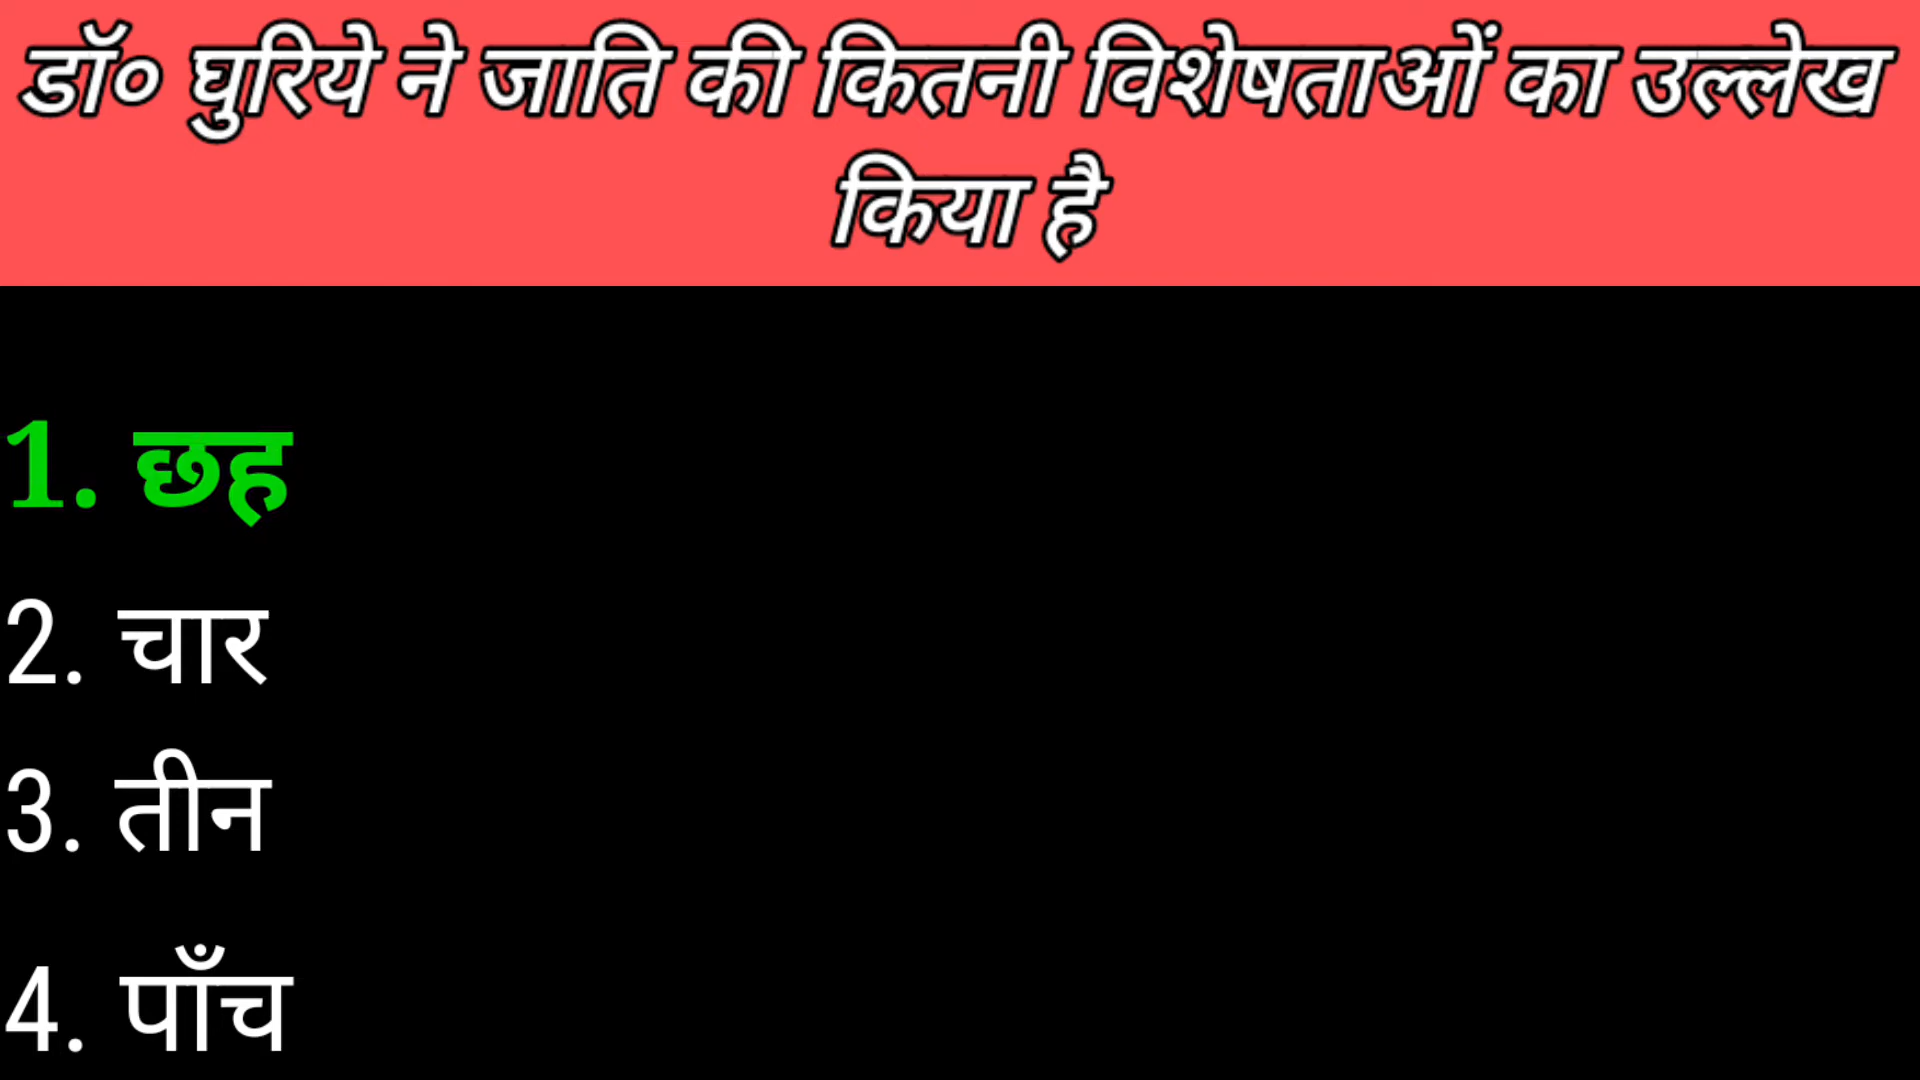 डॉ० घुरिये ने जाति की कितनी विशेषताओं का उल्लेख
किया है
1. छह
2. चार
3. तीन
4. पाँच